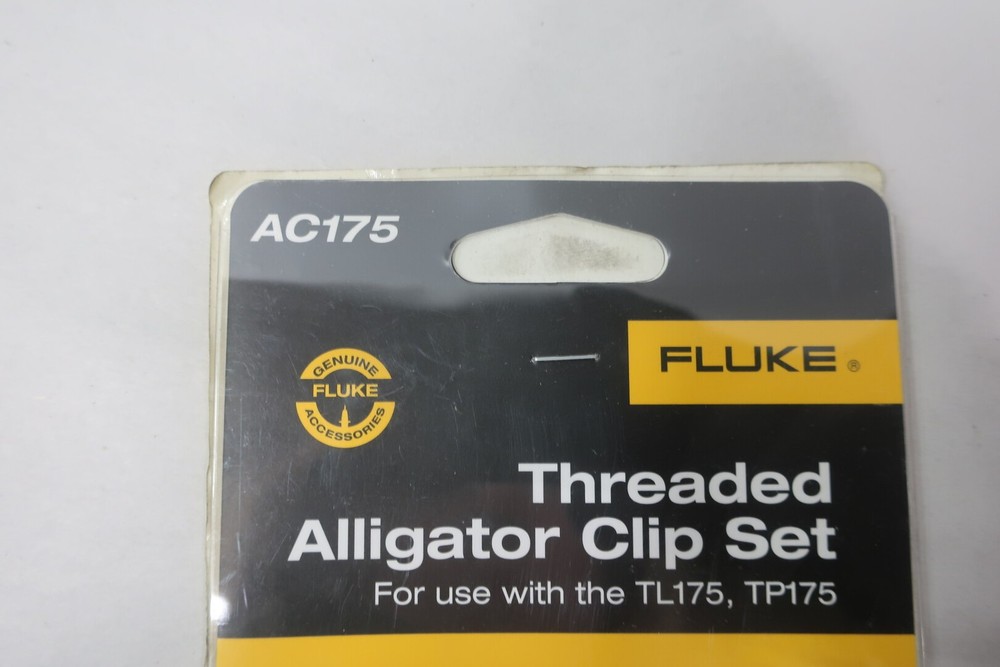 AC175
FLUKE ®
GENUINE
FLUKE
ACCESSORIES
Threaded
Alligator Clip Set
For use with the TL175, TP175